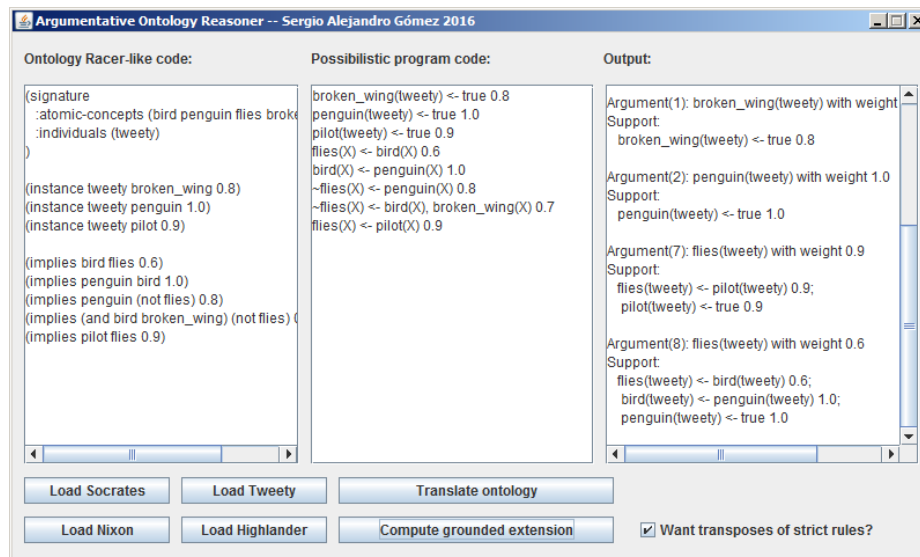 Argumentative Ontology Reasoner -- Sergio Alejandro Gómez 2016
Ontology Racer-like code:
(signature
:atomic-concepts (bird penguin flies broke
:individuals (tweety)
)
(instance tweety broken_wing 0.8)
(instance tweety penguin 1.0)
(instance tweety pilot 0.9)
(implies bird flies 0.6)
(implies penguin bird 1.0)
(implies penguin (not flies) 0.8)
(implies (and bird broken_wing) (not flies)
(implies pilot flies 0.9)
Possibilistic program code:
broken_wing(tweety) <- true 0.8
penguin(tweety) <- true 1.0
pilot(tweety) <- true 0.9
flies(X) <- bird(X) 0.6
bird(X) <- penguin(X) 1.0
~flies(X) <- penguin(X) 0.8
~flies(X) <- bird(X), broken_wing(X) 0.7
flies(X) <- pilot(X) 0.9
Output:
Argument(1): broken_wing(tweety) with weight
Support:
broken_wing(tweety) <- true 0.8
Argument(2): penguin(tweety) with weight 1.0
Support:
penguin(tweety) <- true 1.0
Argument(7): flies(tweety) with weight 0.9
Support:
flies(tweety) <- pilot(tweety) 0.9;
pilot(tweety) <- true 0.9
Argument(8): flies(tweety) with weight 0.6
Support:
flies(tweety) <- bird(tweety) 0.6;
bird(tweety) <- penguin(tweety) 1.0;
penguin(tweety) <- true 1.0
Load Socrates
Load Tweety
Translate ontology
Load Nixon
Load Highlander
Compute grounded extension
Want transposes of strict rules?